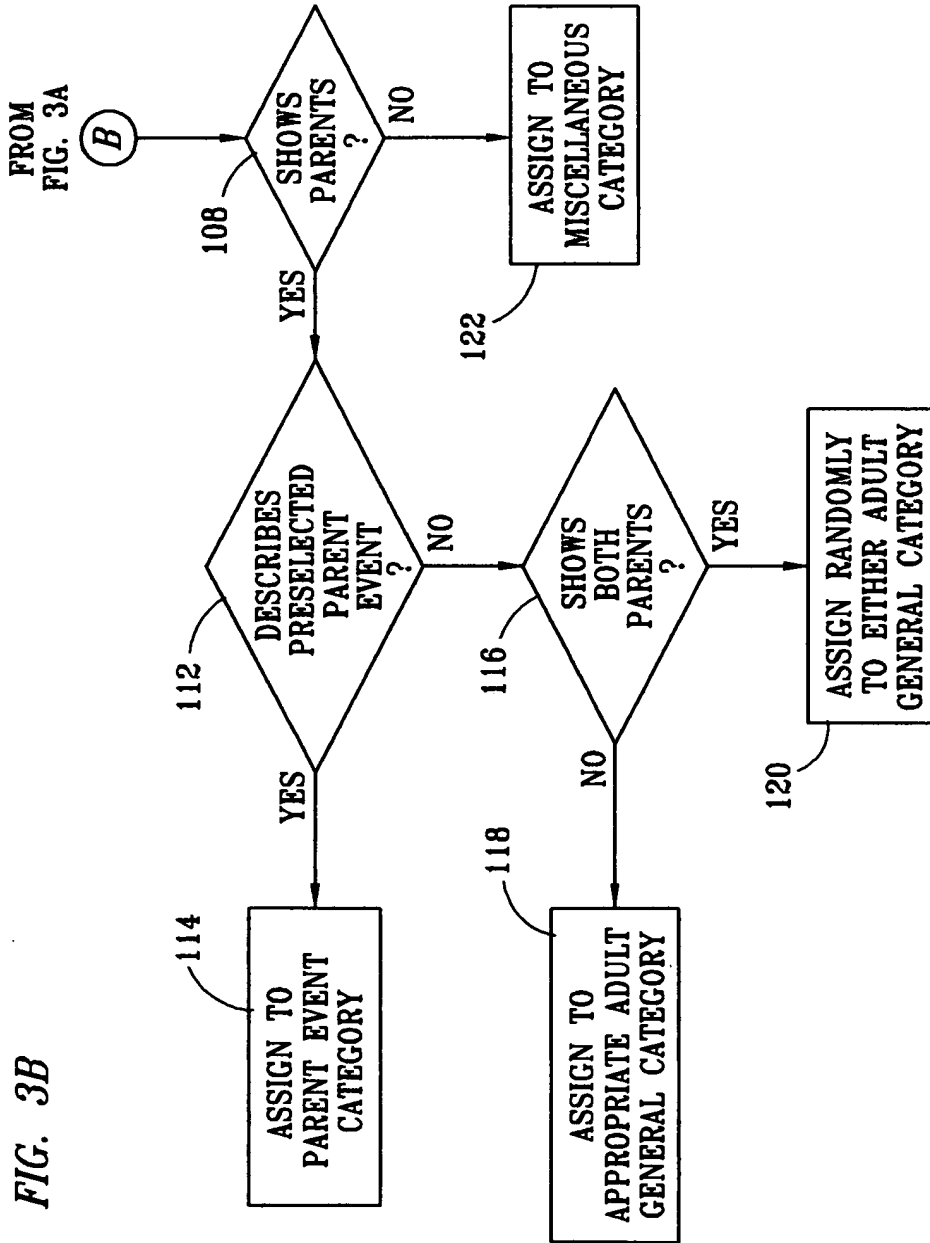 FIG. 3B
FROM
FIG. 3A
B
SHOWS
PARENTS
?
108
YES
NO
ASSIGN TO
MISCELLANEOUS
CATEGORY
122
DESCRIBES
PRESELECTED
PARENT
EVENT
?
112
YES
NO
ASSIGN TO
PARENT EVENT
CATEGORY
114
SHOWS
BOTH
PARENTS
?
116
NO
YES
ASSIGN TO
APPROPRIATE ADULT
GENERAL CATEGORY
118
ASSIGN RANDOMLY
TO EITHER ADULT
GENERAL CATEGORY
120